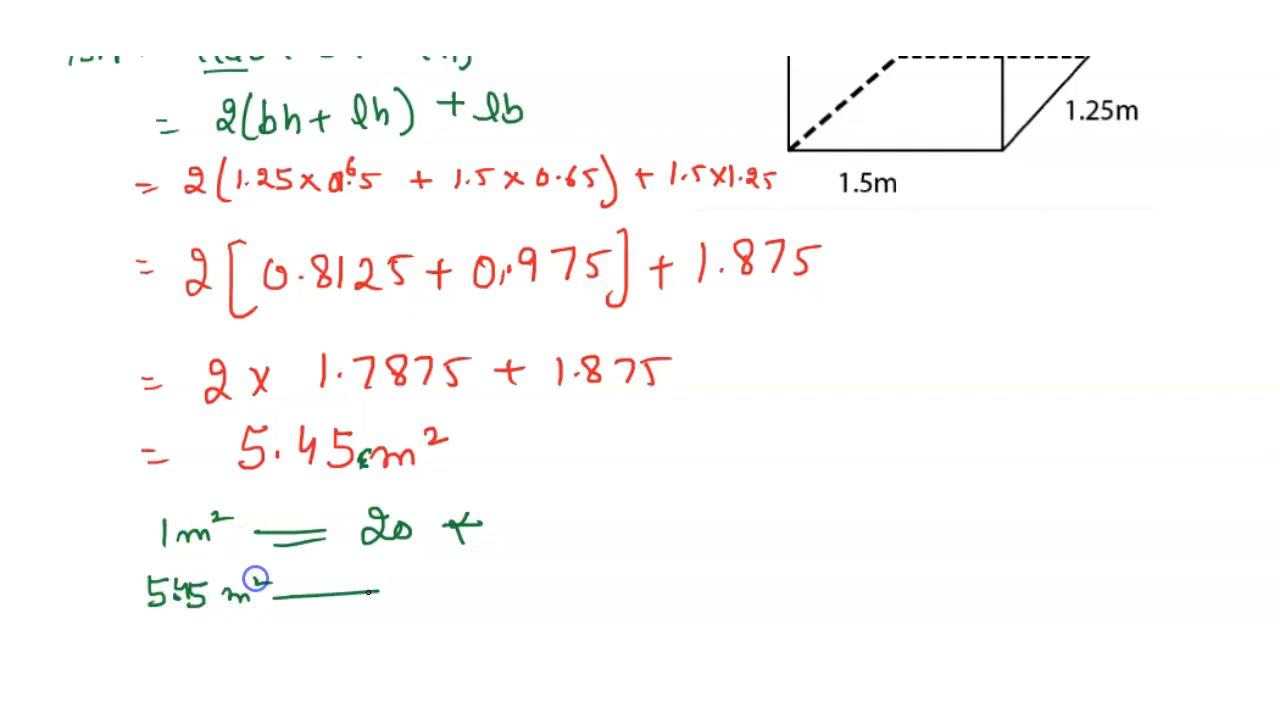 = 2(bh + lh) + lb
= 2(1.25 x 0.65 + 1.5 x 0.65) + 1.5 x 1.25
= 2[0.8125 + 0.975] + 1.875
= 2 x 1.7875 + 1.875
= 5.45 m²
1m² = 20
5.45 m²
1.25m
1.5m